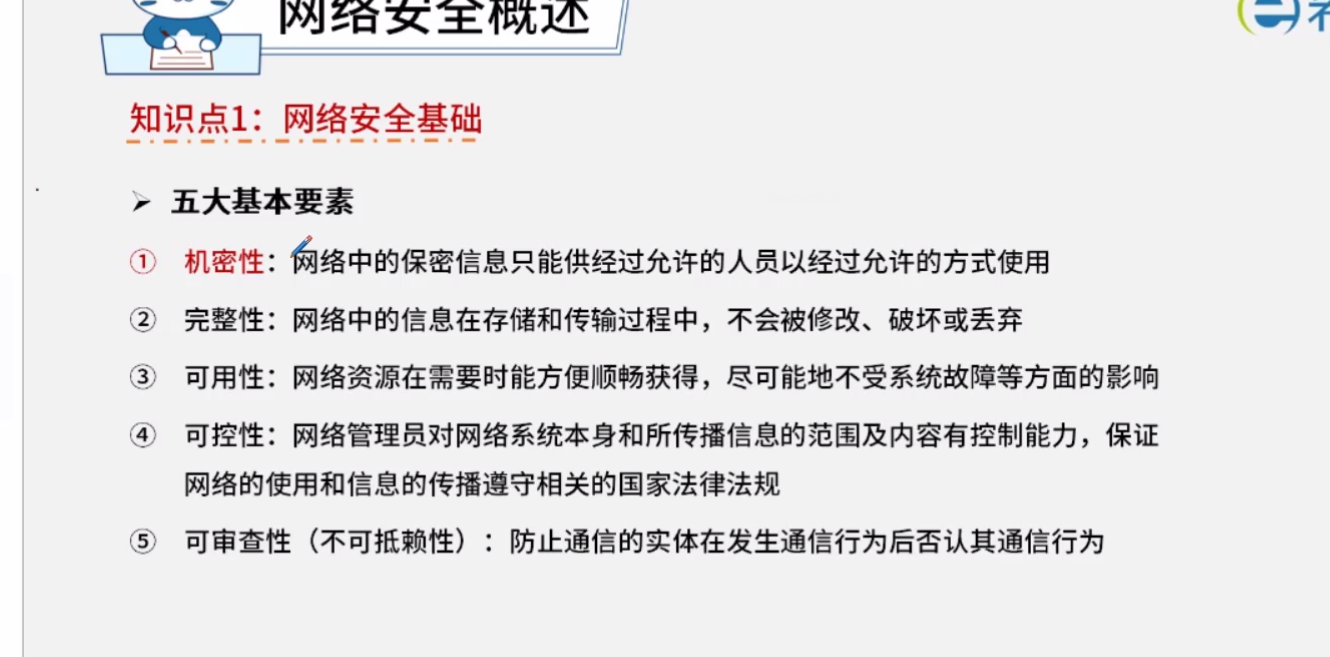 网络安全概述
知识点1：网络安全基础
➢ 五大基本要素
① 机密性：网络中的保密信息只能供经过允许的人员以经过允许的方式使用
② 完整性：网络中的信息在存储和传输过程中，不会被修改、破坏或丢弃
③ 可用性：网络资源在需要时能方便顺畅获得，尽可能地不受系统故障等方面的影响
④ 可控性：网络管理员对网络系统本身和所传播信息的范围及内容有控制能力，保证
网络的使用和信息的传播遵守相关的国家法律法规
⑤ 可审查性（不可抵赖性）：防止通信的实体在发生通信行为后否认其通信行为